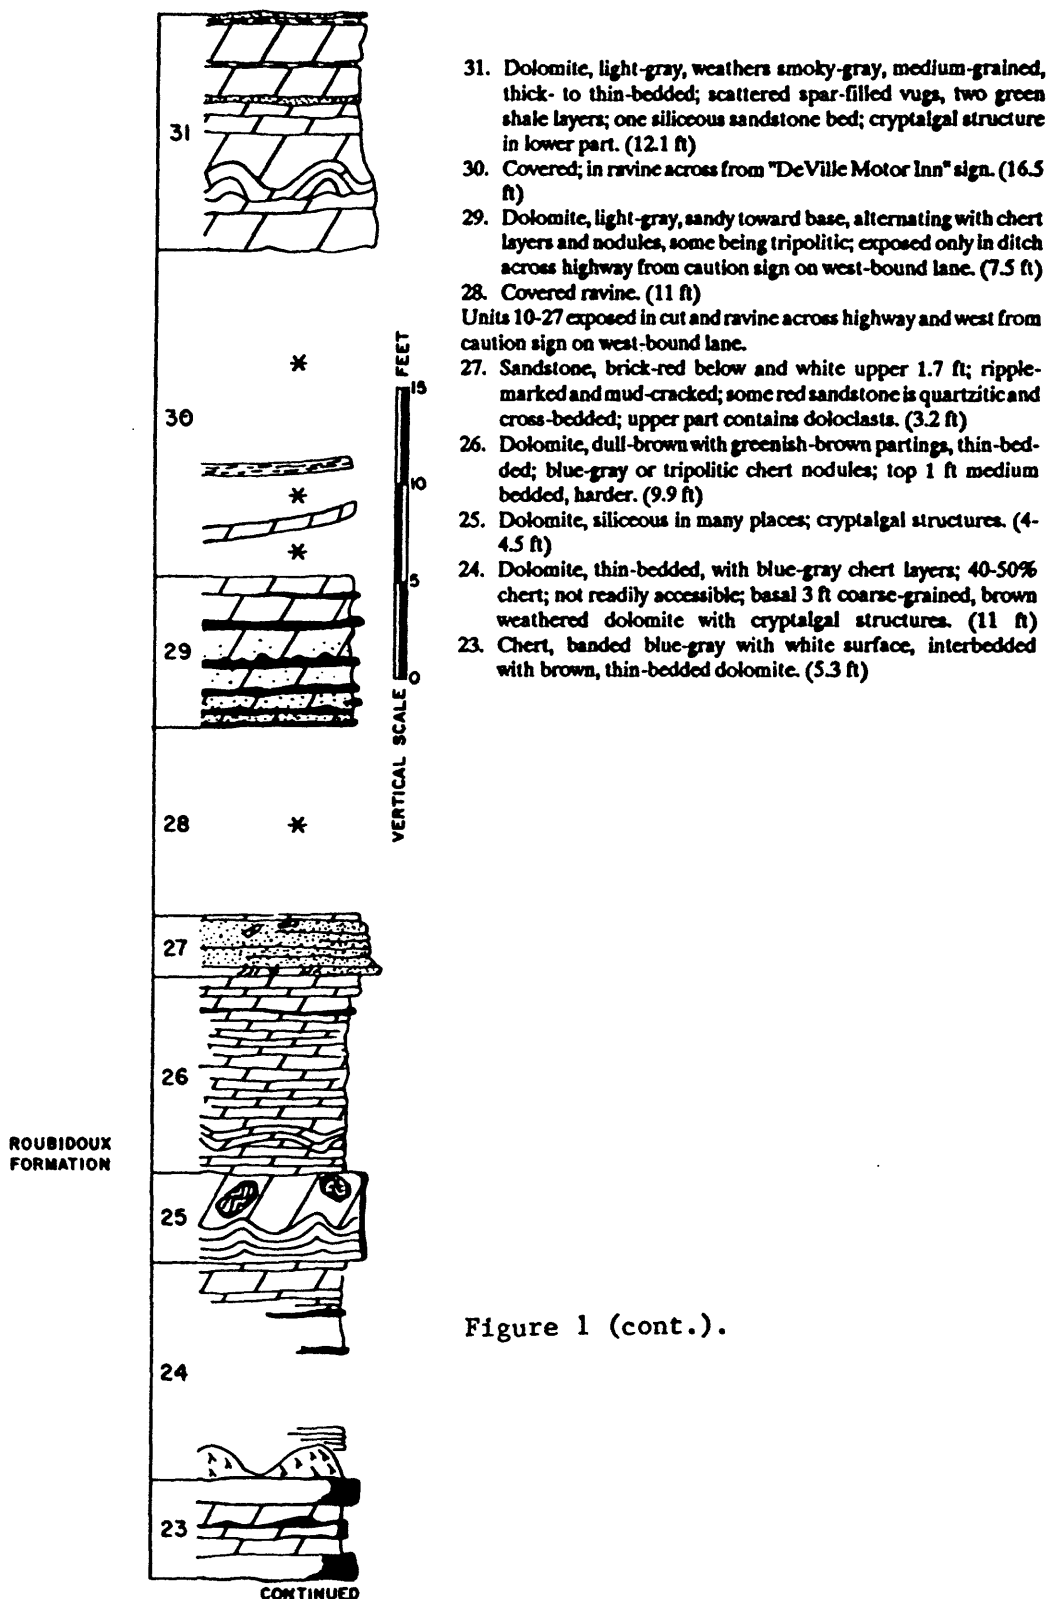 31. Dolomite, light-gray, weathers smoky-gray, medium-grained,
thick- to thin-bedded; scattered spar-filled vugs, two green
shale layers; one siliceous sandstone bed; cryptalgal structure
in lower part. (12.1 ft)
30. Covered; in ravine across from "DeVille Motor Inn" sign. (16.5
ft)
29. Dolomite, light-gray, sandy toward base, alternating with chert
layers and nodules, some being tripolitic; exposed only in ditch
across highway from caution sign on west-bound lane. (7.5 ft)
28. Covered ravine. (11 ft)
Units 10-27 exposed in cut and ravine across highway and west from
caution sign on west-bound lane.
27. Sandstone, brick-red below and white upper 1.7 ft; ripple-
marked and mud-cracked; some red sandstone is quartzitic and
cross-bedded; upper part contains doloclasts. (3.2 ft)
26. Dolomite, dull-brown with greenish-brown partings, thin-bed-
ded; blue-gray or tripolitic chert nodules; top 1 ft medium
bedded, harder. (9.9 ft)
25. Dolomite, siliceous in many places; cryptalgal structures. (4-
4.5 ft)
24. Dolomite, thin-bedded, with blue-gray chert layers; 40-50%
chert; not readily accessible; basal 3 ft coarse-grained, brown
weathered dolomite with cryptalgal structures. (11 ft)
23. Chert, banded blue-gray with white surface, interbedded
with brown, thin-bedded dolomite. (5.3 ft)
31
30
29
28
27
26
25
24
23
VERTICAL SCALE FEET
15
10
5
0
ROUBIDOUX
FORMATION
Figure 1 (cont.).
CONTINUED